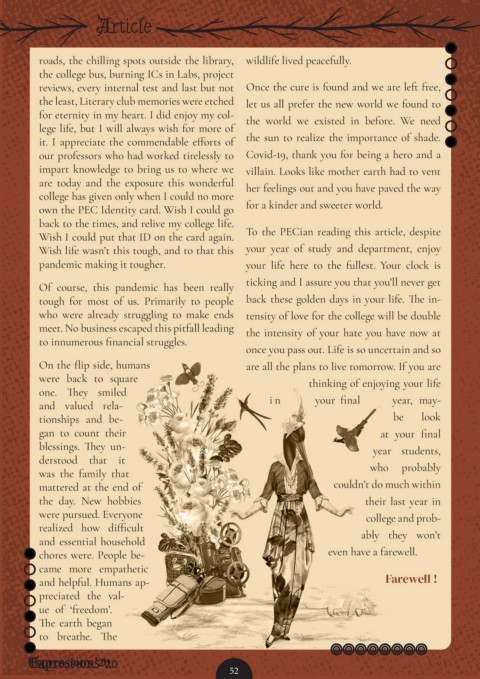 Article
roads, the chilling spots outside the library,
the college bus, burning ICs in Labs, project
reviews, every internal test and last but not
the least, Literary club memories were etched
for eternity in my heart. I did enjoy my col-
lege life, but I will always wish for more of
it. I appreciate the commendable efforts of
our professors who had worked tirelessly to
impart knowledge to bring us to where we
are today and the exposure this wonderful
college has given only when I could no more
own the PEC Identity card. Wish I could go
back to the times, and relive my college life.
Wish I could put that ID on the card again.
Wish life wasn't this tough, and to that this
pandemic making it tougher.
Of course, this pandemic has been really
tough for most of us. Primarily to people
who were already struggling to make ends
meet. No business escaped this pitfall leading
to innumerous financial struggles.
On the flip side, humans
were back to square
one. They smiled
and valued rela-
tionships and be-
gan to count their
blessings. They un-
derstood that it
was the family that
mattered at the end of
the day. New hobbies
were pursued. Everyone
realized how difficult
and essential household
chores were. People be-
came more empathetic
and helpful. Humans ap-
preciated the val-
ue of 'freedom'.
The earth began
to breathe. The
wildlife lived peacefully.
Once the cure is found and we are left free,
let us all prefer the new world we found to
the world we existed in before. We need
the sun to realize the importance of shade.
Covid-19, thank you for being a hero and a
villain. Looks like mother earth had to vent
her feelings out and you have paved the way
for a kinder and sweeter world.
To the PECian reading this article, despite
your year of study and department, enjoy
your life here to the fullest. Your clock is
ticking and I assure you that you'll never get
back these golden days in your life. The in-
tensity of love for the college will be double
the intensity of your hate you have now at
once you pass out. Life is so uncertain and so
are all the plans to live tomorrow. If you are
thinking of enjoying your life
in your final year, may-
be look
at your final
year students,
who probably
couldn't do much within
their last year in
college and prob-
ably they won't
even have a farewell.
Farewell !
52